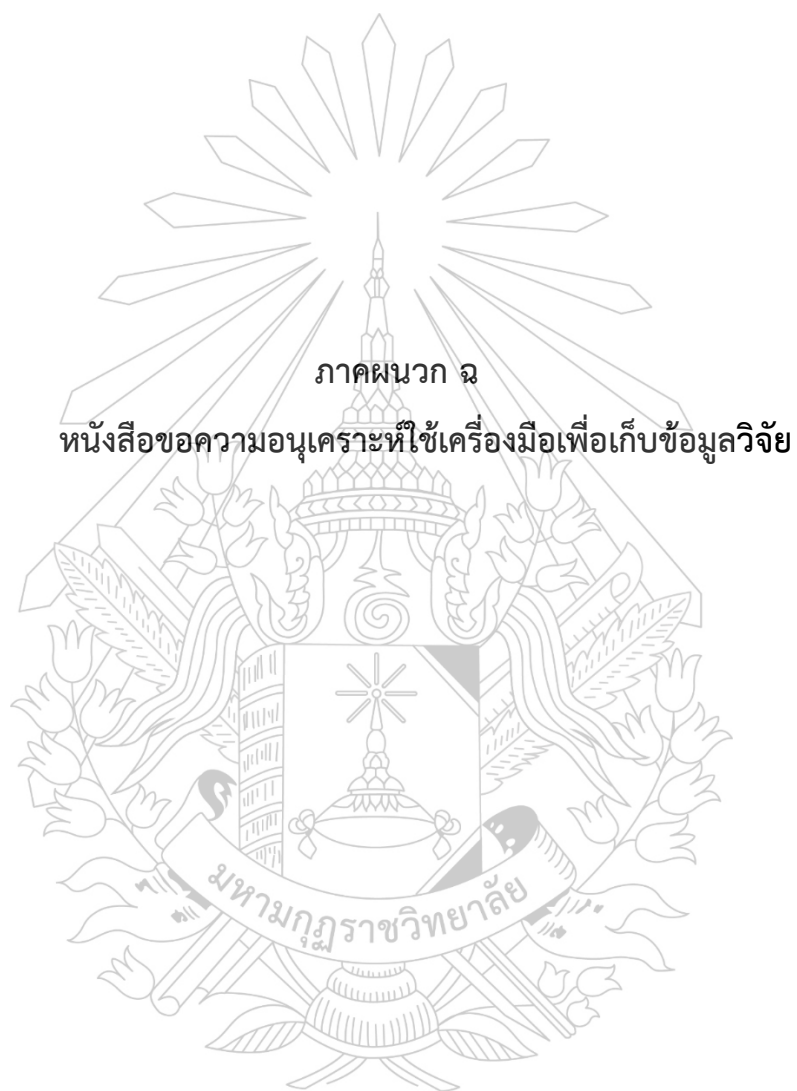 ภาคผนวก ฉ
หนังสือขอความอนุเคราะห์ใช้เครื่องมือเพื่อเก็บข้อมูลวิจัย
มหามกุฏราชวิทยาลัย